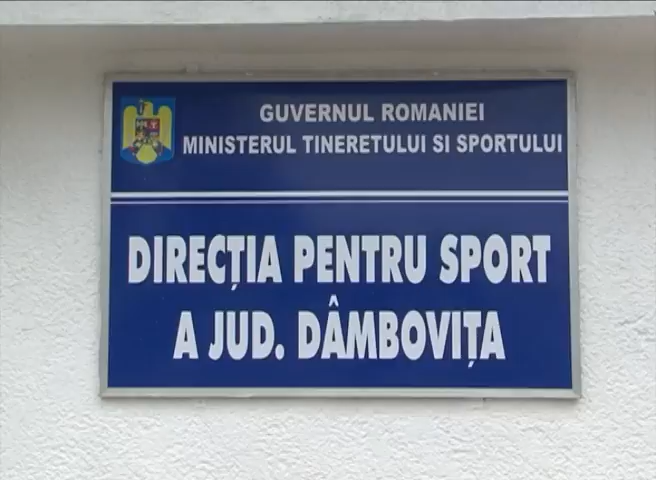 GUVERNUL ROMANIEI
MINISTERUL TINERETULUI SI SPORTULUI
DIRECȚIA PENTRU SPORT
A JUD. DÂMBOVIȚA